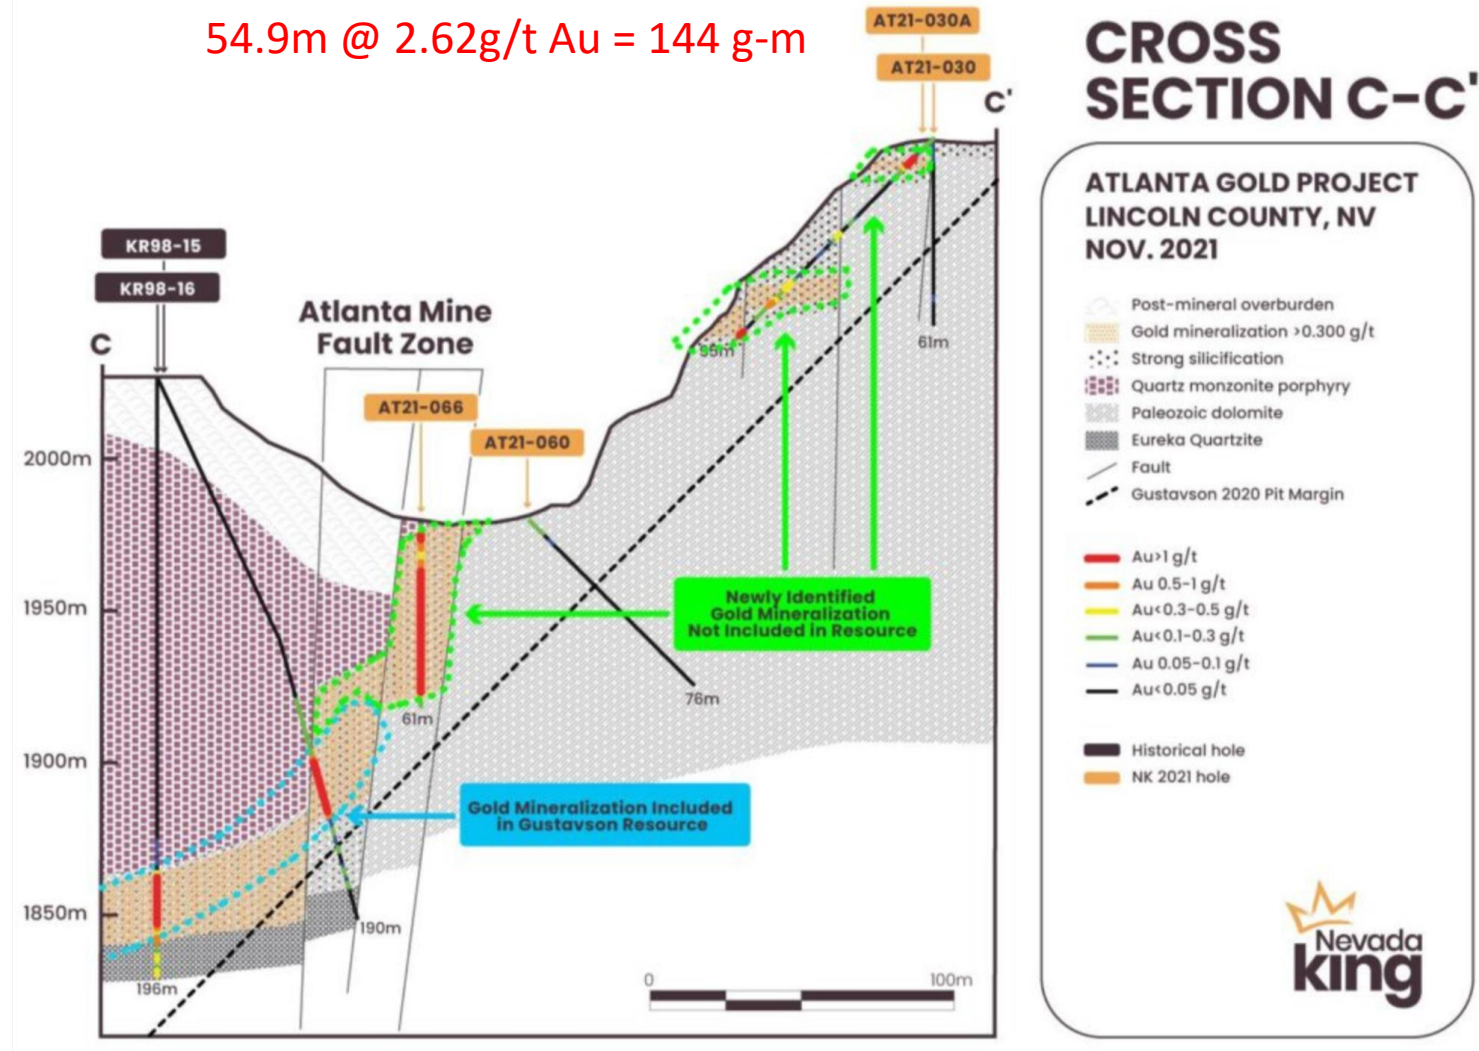 54.9m @ 2.62g/t Au = 144 g-m
AT21-030A
AT21-030
C'
CROSS
SECTION C-C'
ATLANTA GOLD PROJECT
LINCOLN COUNTY, NV
NOV. 2021
KR98-15
KR98-16
C
Atlanta Mine
Fault Zone
AT21-066
AT21-060
95m
61m
2000m
1950m
1900m
1850m
Newly Identified
Gold Mineralization
Not Included in Resource
76m
61m
Gold Mineralization Included
in Gustavson Resource
190m
196m
0
100m
Post-mineral overburden
Gold mineralization >0.300 g/t
Strong silicification
Quartz monzonite porphyry
Paleozoic dolomite
Eureka Quartzite
Fault
Gustavson 2020 Pit Margin
Au>1 g/t
Au 0.5-1 g/t
Au<0.3-0.5 g/t
Au<0.1-0.3 g/t
Au 0.05-0.1 g/t
Au<0.05 g/t
Historical hole
NK 2021 hole
Nevada
king